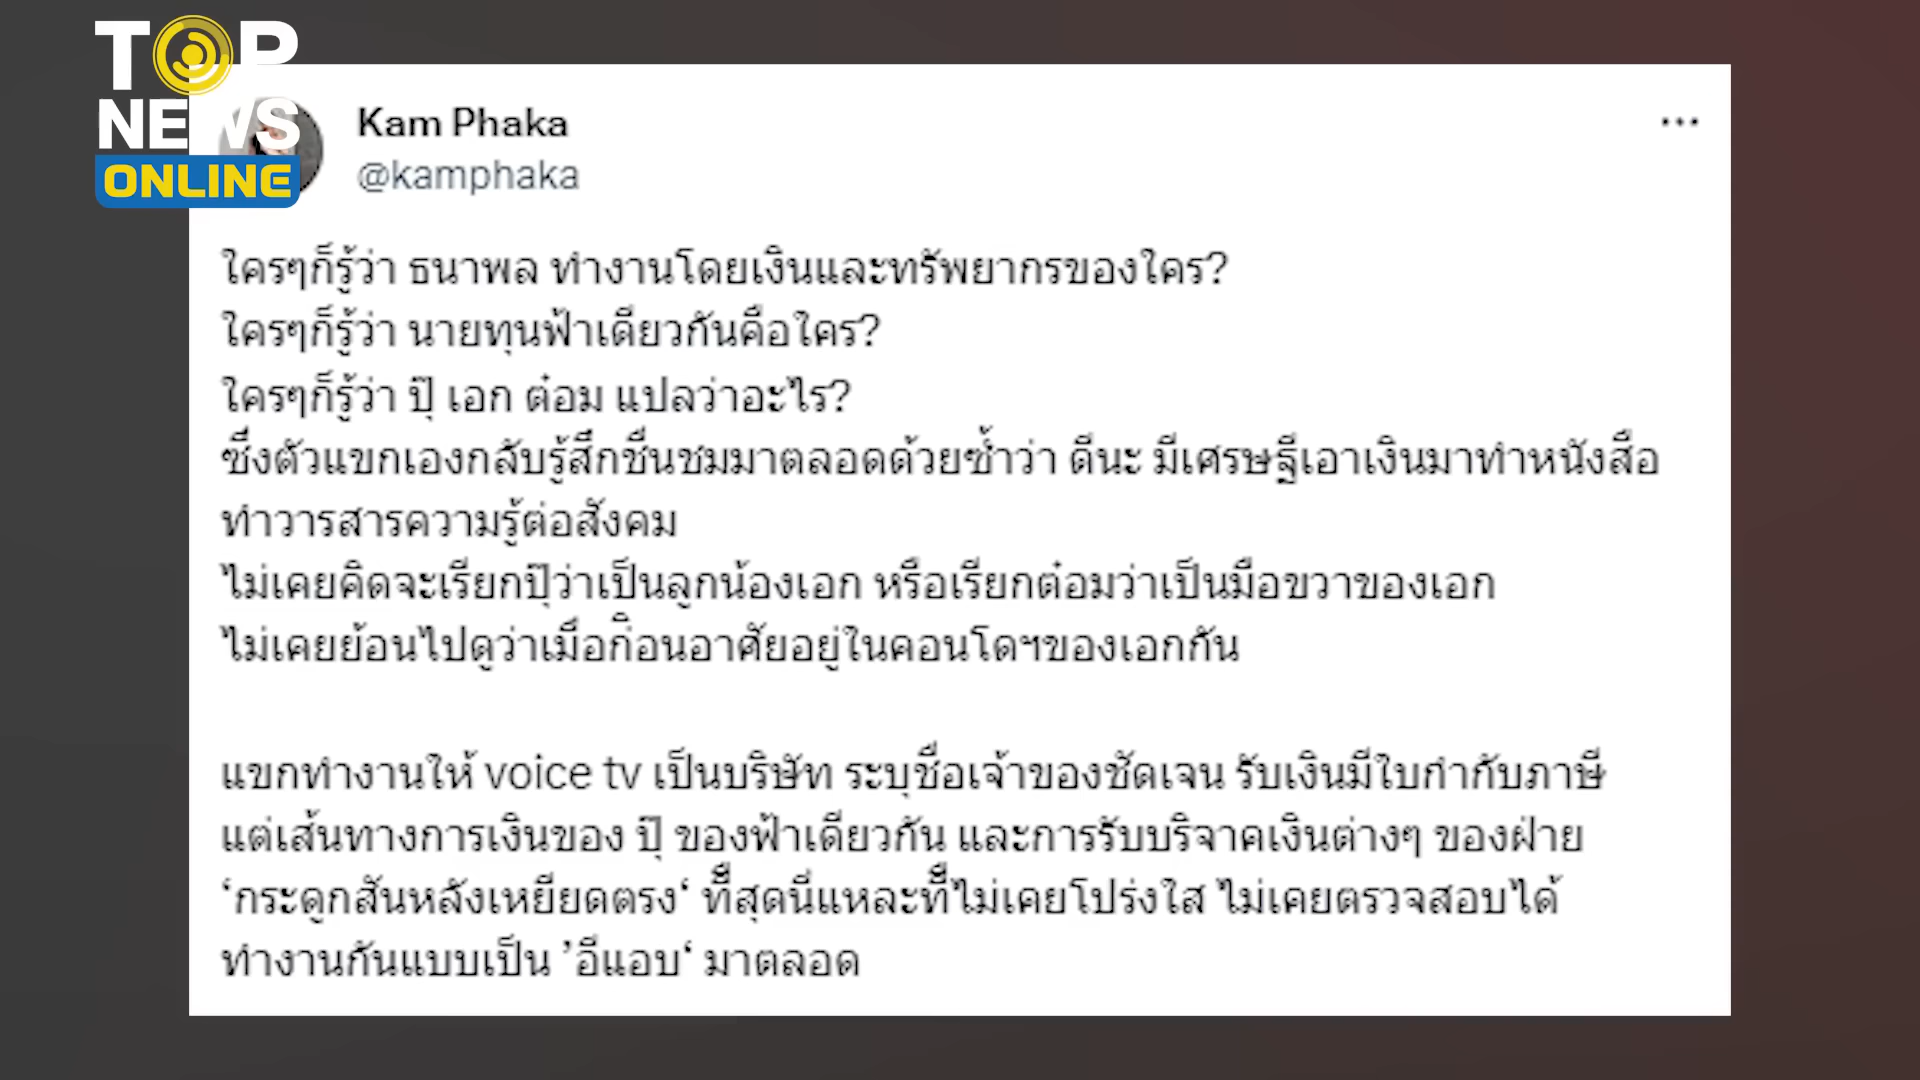 TOP
NEWS
ONLINE
Kam Phaka
@kamphaka
ใครๆก็รู้ว่า ธนาพล ทำงานโดยเงินและทรัพยากรของใคร?
ใครๆก็รู้ว่า นายทุนฟ้าเดียวกันคือใคร?
ใครๆก็รู้ว่า ปุ๊ เอก ต๋อม แปลว่าอะไร?
ซึ่งตัวแขกเองกลับรู้สึกชื่นชมมาตลอดด้วยซ้ำว่า ดีนะ มีเศรษฐีเอาเงินมาทำหนังสือ
ทำวารสารความรู้ต่อสังคม
ไม่เคยคิดจะเรียกปุ๊ว่าเป็นลูกน้องเอก หรือเรียกต๋อมว่าเป็นมือขวาของเอก
ไม่เคยย้อนไปดูว่าเมื่อก่ิอนอาศัยอยู่ในคอนโดฯของเอกกัน
แขกทำงานให้ voice tv เป็นบริษัท ระบุชื่อเจ้าของชัดเจน รับเงินมีใบกำกับภาษี
แต่เส้นทางการเงินของ ปุ๊ ของฟ้าเดียวกัน และการรับบริจาคเงินต่างๆ ของฝ่าย
‘กระดูกสันหลังเหยียดตรง‘ ที่สุดนี่แหละที่ไม่เคยโปร่งใส ไม่เคยตรวจสอบได้
ทำงานกันแบบเป็น ’อีแอบ‘ มาตลอด